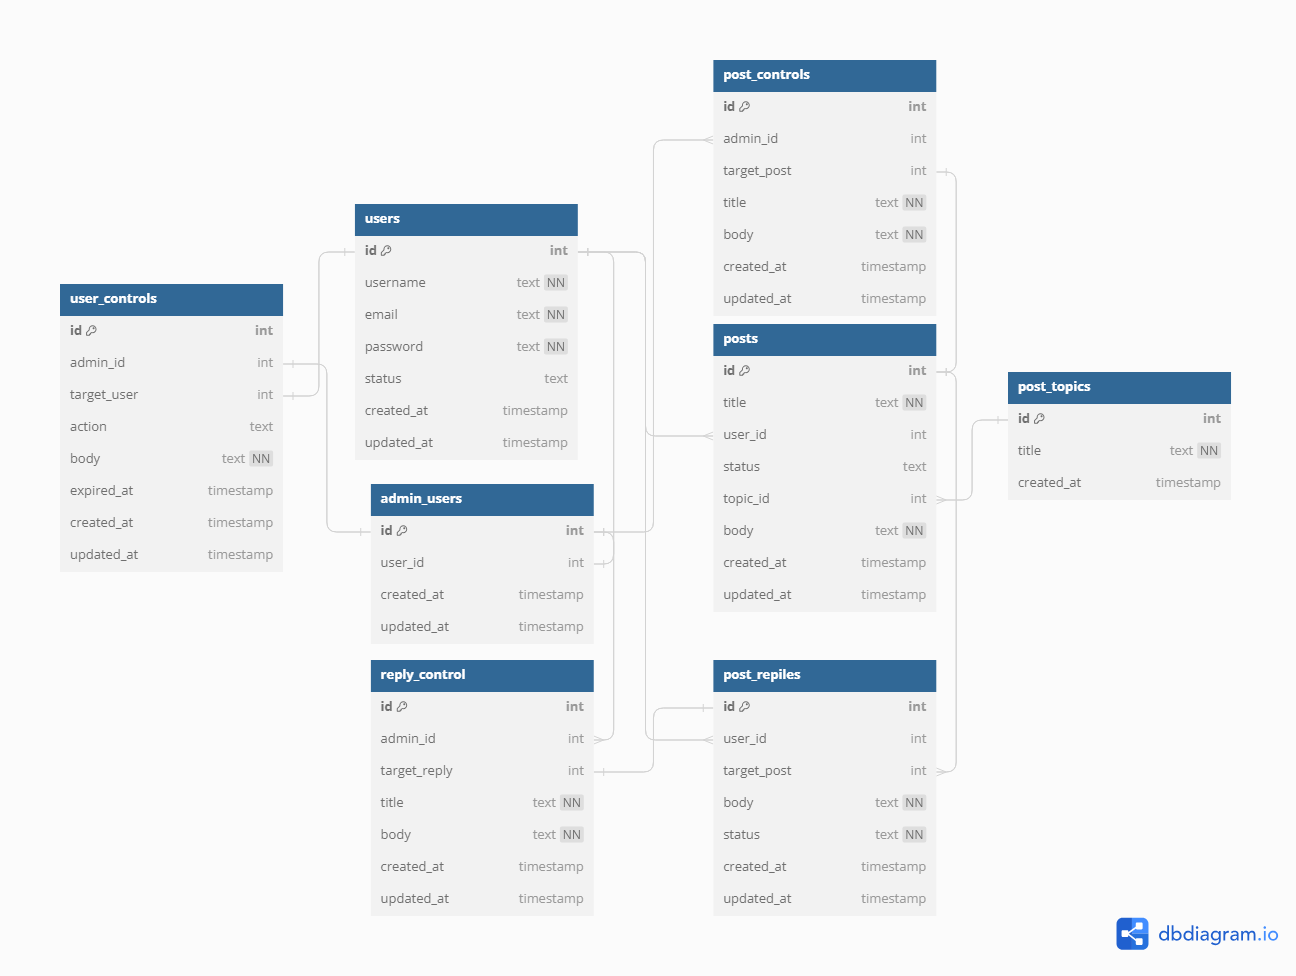 user_controls
id int
admin_id int
target_user int
action text
body text NN
expired_at timestamp
created_at timestamp
updated_at timestamp
users
id int
username text NN
email text NN
password text NN
status text
created_at timestamp
updated_at timestamp
admin_users
id int
user_id int
created_at timestamp
updated_at timestamp
reply_control
id int
admin_id int
target_reply int
title text NN
body text NN
created_at timestamp
updated_at timestamp
post_controls
id int
admin_id int
target_post int
title text NN
body text NN
created_at timestamp
updated_at timestamp
posts
id int
title text NN
user_id int
status text
topic_id int
body text NN
created_at timestamp
updated_at timestamp
post_repiles
id int
user_id int
target_post int
body text NN
status text NN
created_at timestamp
updated_at timestamp
post_topics
id int
title text NN
created_at timestamp
dbdiagram.io